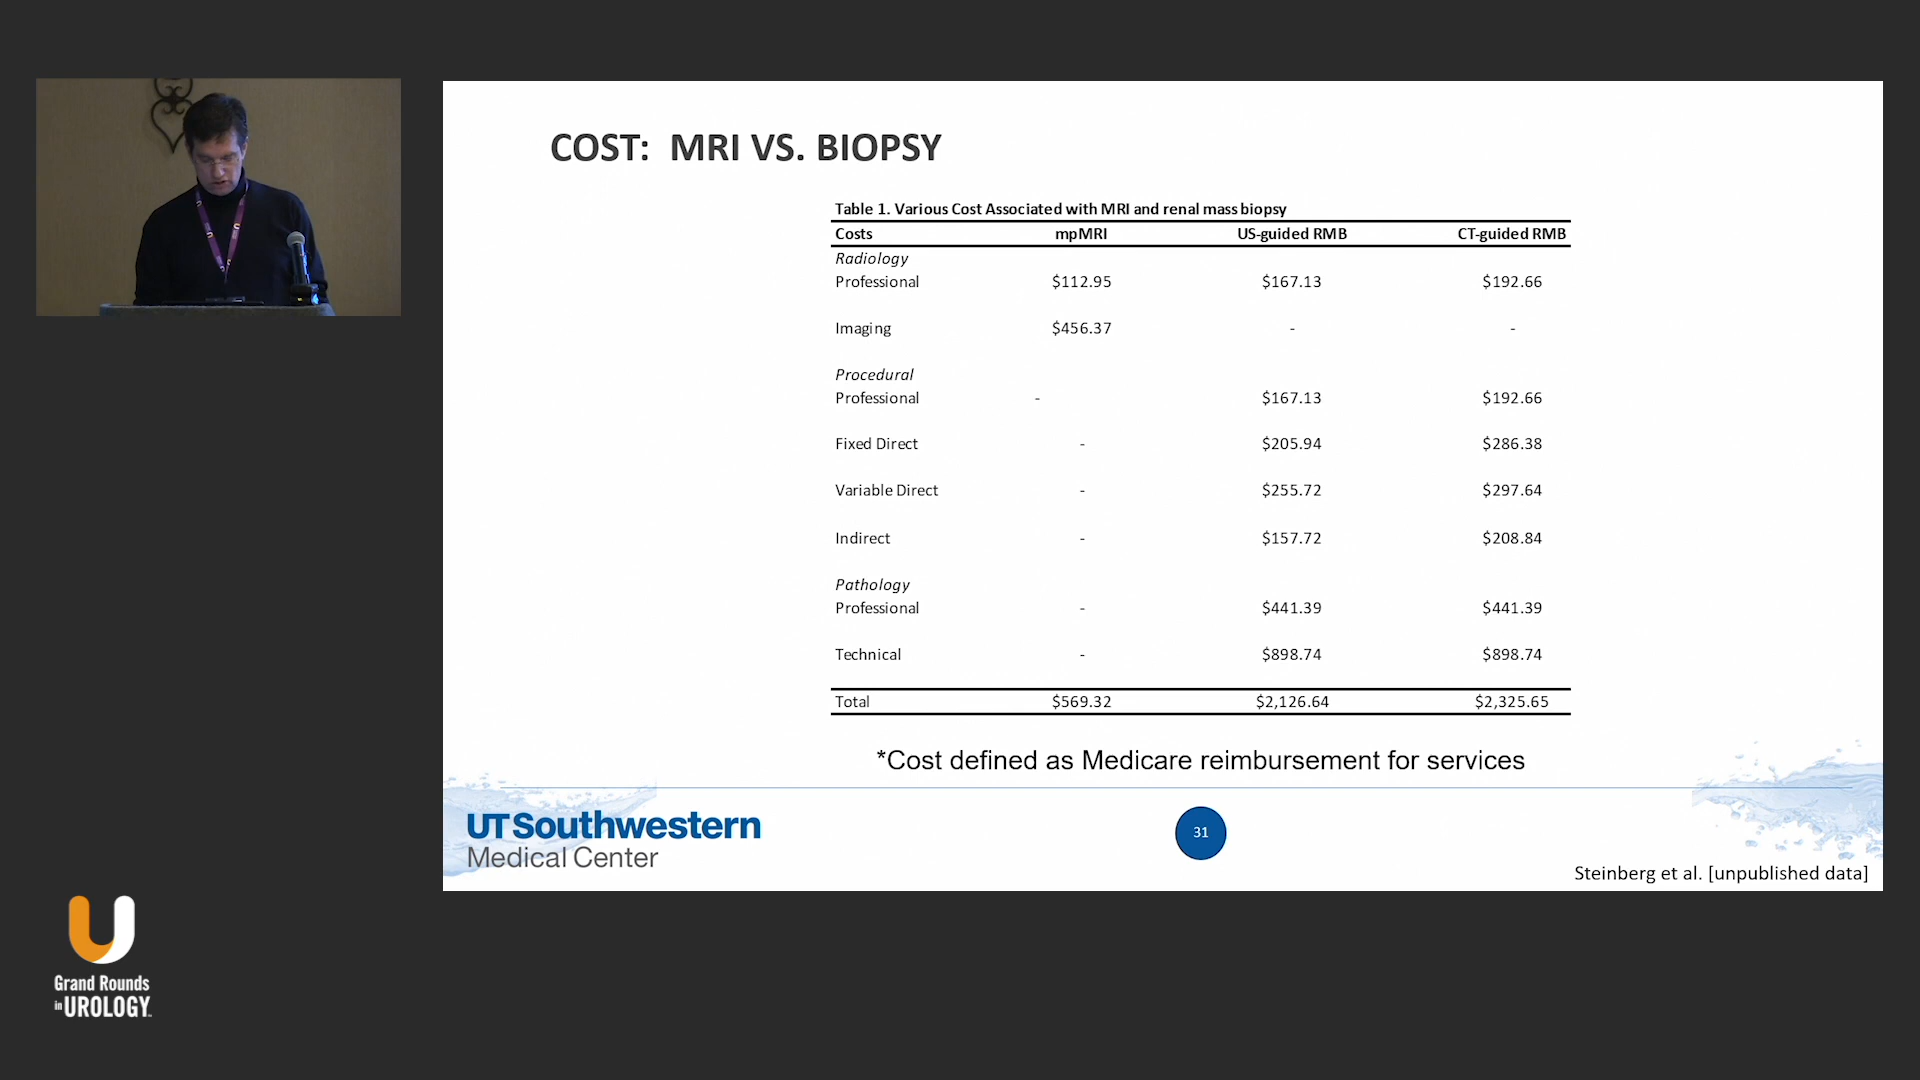 COST: MRI VS. BIOPSY
Table 1. Various Cost Associated with MRI and renal mass biopsy
Costs mpMRI US-guided RMB CT-guided RMB
Radiology
Professional $112.95 $167.13 $192.66
Imaging $456.37 - -
Procedural
Professional - $167.13 $192.66
Fixed Direct - $205.94 $286.38
Variable Direct - $255.72 $297.64
Indirect - $157.72 $208.84
Pathology
Professional - $441.39 $441.39
Technical - $898.74 $898.74
Total $569.32 $2,126.64 $2,325.65
*Cost defined as Medicare reimbursement for services
UT Southwestern
Medical Center
31
Steinberg et al. [unpublished data]
U
Grand Rounds
in UROLOGY